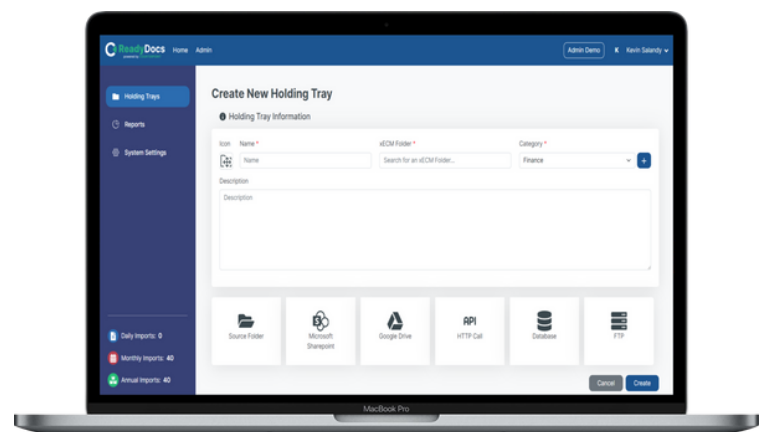 ReadyDocs Home Admin Admin Demo K Kevin Salandy
Holding Trays
Reports
System Settings
Daily Imports: 0
Monthly Imports: 40
Annual Imports: 40
Create New Holding Tray
Holding Tray Information
Icon Name * xECM Folder * Category *
Name Search for an xECM Folder... Finance +
Description
Description
Source Folder
Microsoft
Sharepoint
Google Drive
API
HTTP Call
Database
FTP
Cancel Create
MacBook Pro